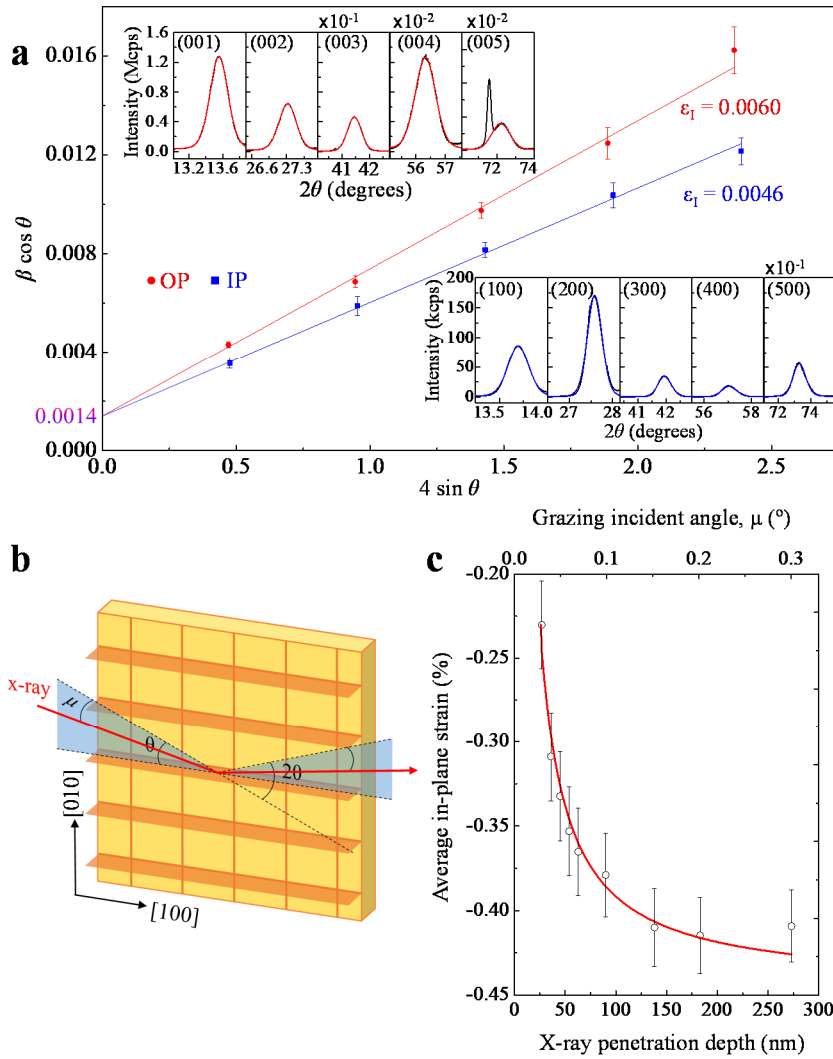 a
x10⁻¹ x10⁻² x10⁻²
(001) (002) (003) (004) (005)
Intensity (Mcps)
1.6
1.2
0.8
0.4
0.0
13.2 13.6 26.6 27.3 41 42 56 57 72 74
2θ (degrees)
β cos θ
0.016
0.012
0.008
0.004
0.0014
0.000
εI = 0.0060
εI = 0.0046
OP IP
x10⁻¹
(100) (200) (300) (400) (500)
Intensity (kcps)
200
150
100
50
0
13.5 14.0 27 28 41 42 56 58 72 74
2θ (degrees)
0.0 0.5 1.0 1.5 2.0 2.5
4 sin θ
b
x-ray
μ
θ
2θ
[010]
[100]
c
Grazing incident angle, μ (º)
0.0 0.1 0.2 0.3
Average in-plane strain (%)
-0.20
-0.25
-0.30
-0.35
-0.40
-0.45
0 50 100 150 200 250 300
X-ray penetration depth (nm)